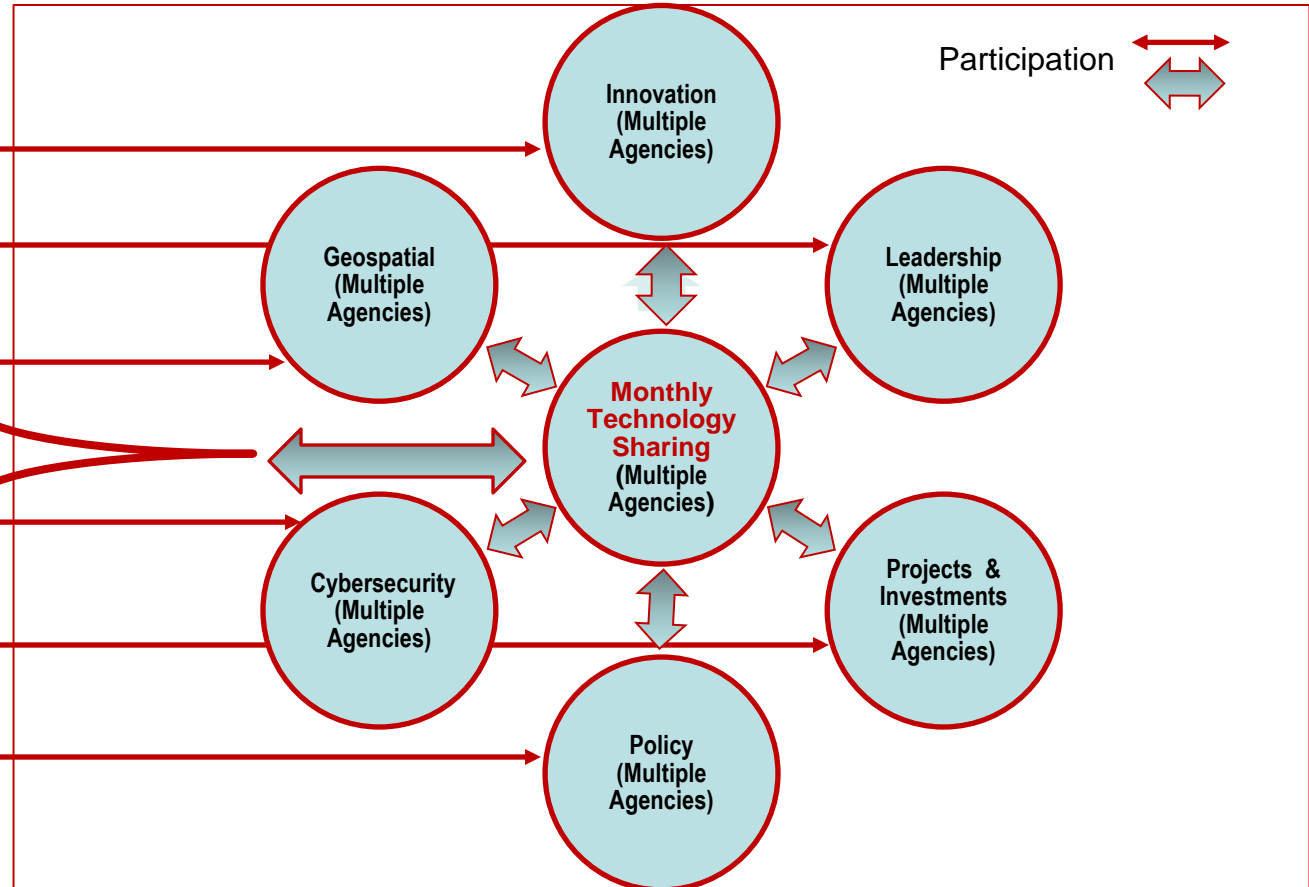 Participation
Innovation
(Multiple
Agencies)
Geospatial
(Multiple
Agencies)
Leadership
(Multiple
Agencies)
Monthly
Technology
Sharing
(Multiple
Agencies)
Cybersecurity
(Multiple
Agencies)
Projects & 
Investments
(Multiple
Agencies)
Policy
(Multiple
Agencies)